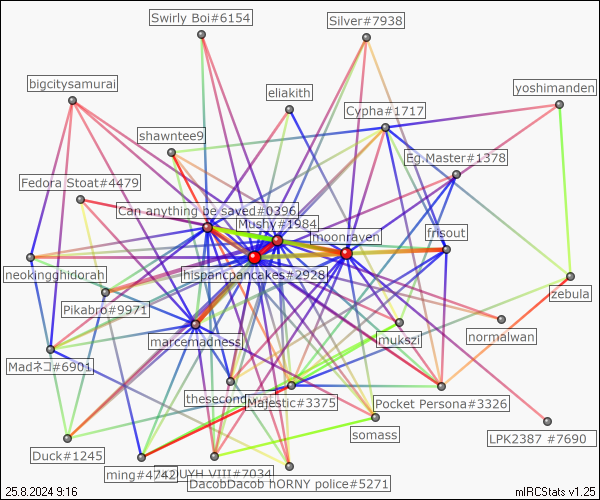 Swirly Boi#6154
Silver#7938
bigcitysamurai
eliakith
yoshimanden
Cypha#1717
shawntee9
Eg.Master#1378
Fedora Stoat#4479
Can anything be saved#0396
Mushy#1984
moonraven
frisout
neokingghidorah
hispancpancakes#2928
zebula
Pikabro#9971
marcemadness
mukszi
normalwan
Madネコ#6901
Majestic#3375
Pocket Persona#3326
somass
LPK2387 #7690
Duck#1245
ming#4742
VIII#7034
DacobDacob hORNY police#5271
25.8.2024 9:16
mIRCStats v1.25